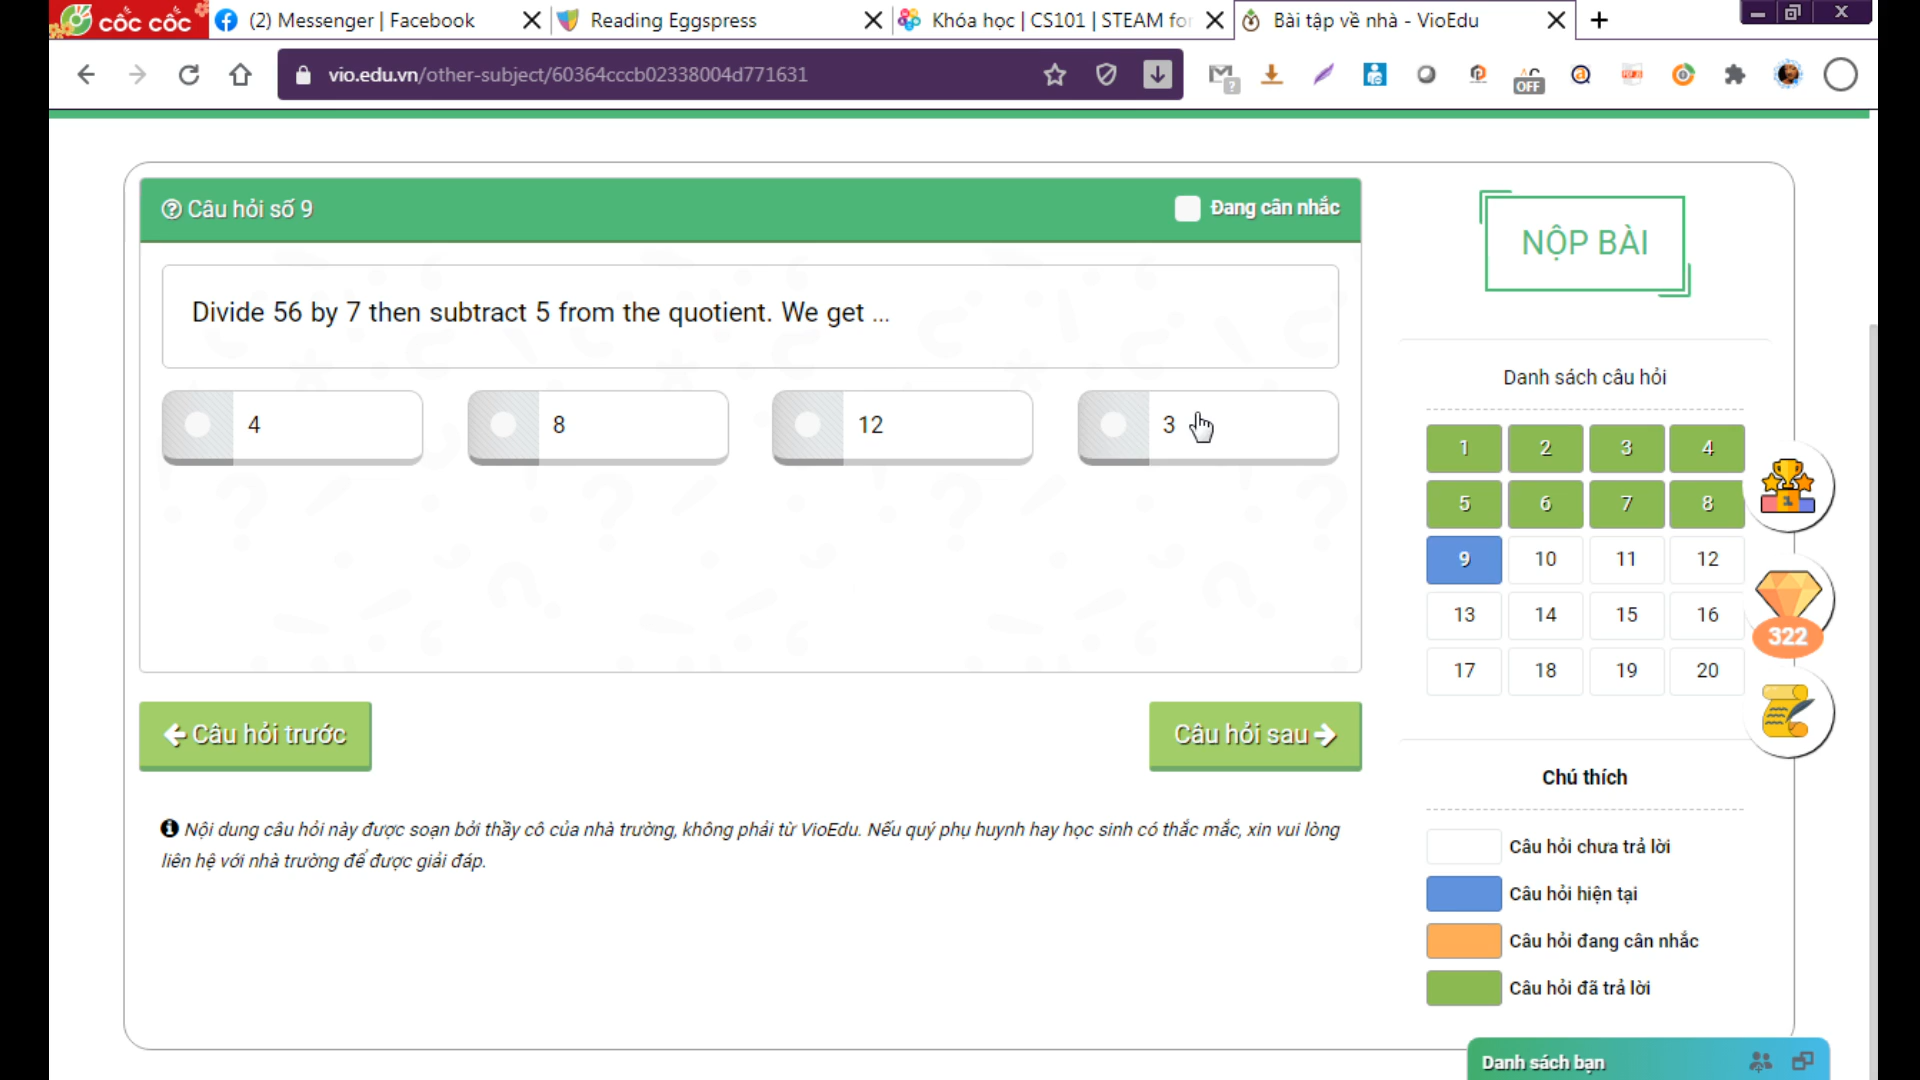 cốc cốc
(2) Messenger | Facebook
Reading Eggspress
Khóa học | CS101 | STEAM for
Bài tập về nhà - VioEdu
vio.edu.vn/other-subject/60364cccb02338004d771631
OFF
Câu hỏi số 9
Đang cân nhắc
Divide 56 by 7 then subtract 5 from the quotient. We get ...
4
8
12
3
Câu hỏi trước
Câu hỏi sau
Nội dung câu hỏi này được soạn bởi thầy cô của nhà trường, không phải từ VioEdu. Nếu quý phụ huynh hay học sinh có thắc mắc, xin vui lòng
liên hệ với nhà trường để được giải đáp.
NỘP BÀI
Danh sách câu hỏi
1 2 3 4
5 6 7 8
9 10 11 12
13 14 15 16
17 18 19 20
1
322
Chú thích
Câu hỏi chưa trả lời
Câu hỏi hiện tại
Câu hỏi đang cân nhắc
Câu hỏi đã trả lời
Danh sách bạn